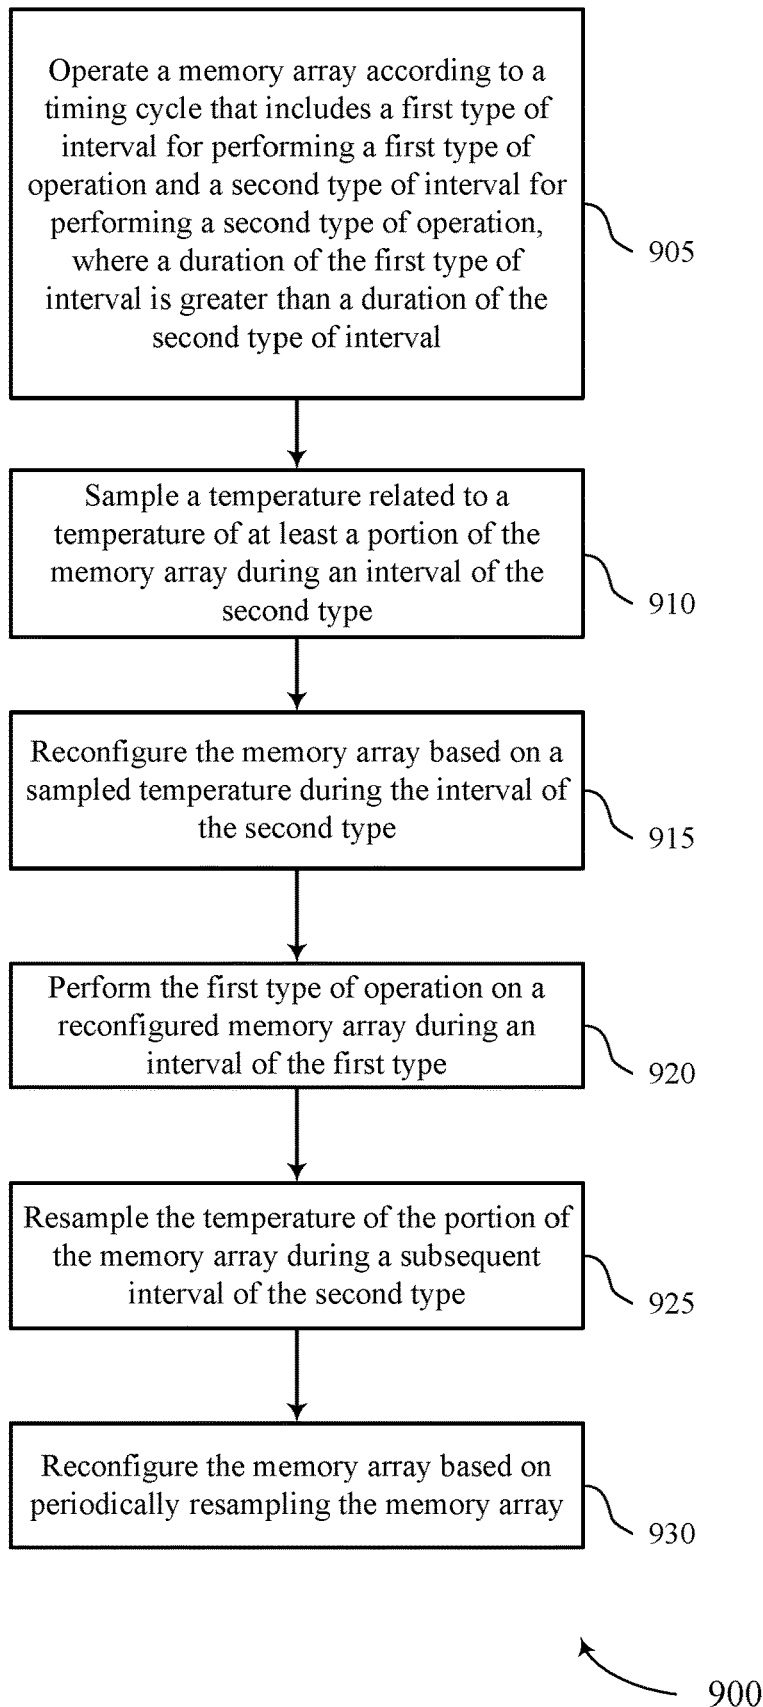 Operate a memory array according to a
timing cycle that includes a first type of
interval for performing a first type of
operation and a second type of interval for
performing a second type of operation,
where a duration of the first type of
interval is greater than a duration of the
second type of interval
905
Sample a temperature related to a
temperature of at least a portion of the
memory array during an interval of the
second type
910
Reconfigure the memory array based on a
sampled temperature during the interval of
the second type
915
Perform the first type of operation on a
reconfigured memory array during an
interval of the first type
920
Resample the temperature of the portion of
the memory array during a subsequent
interval of the second type
925
Reconfigure the memory array based on
periodically resampling the memory array
930
900